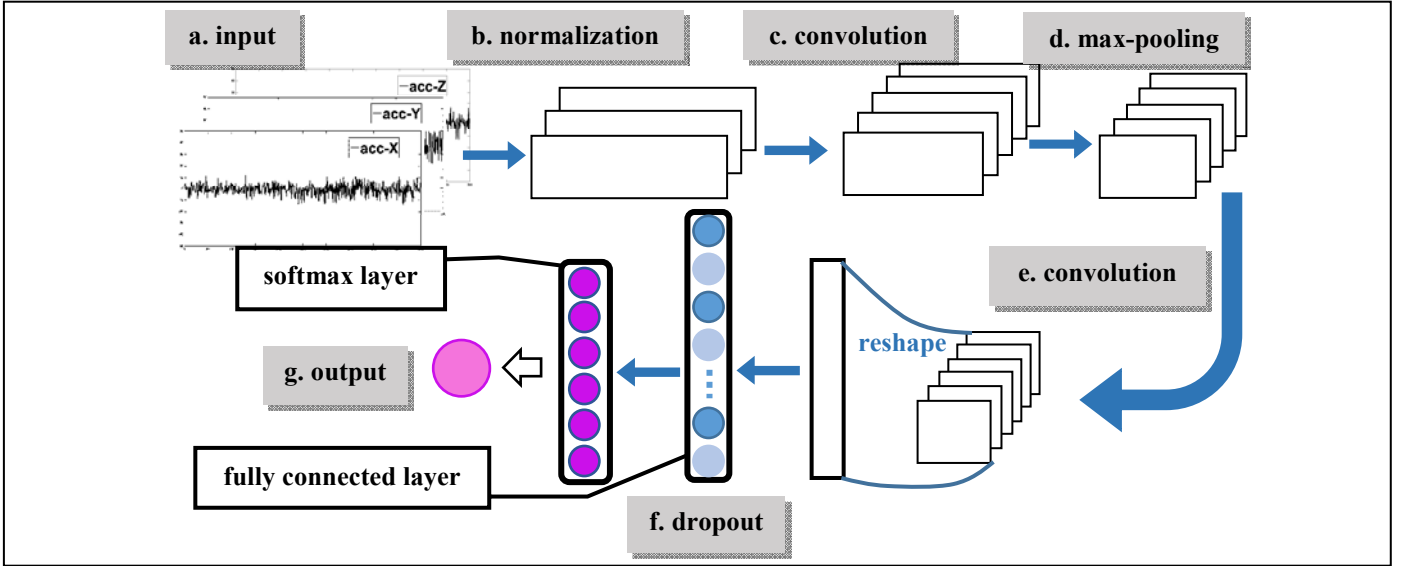 a. input
b. normalization
c. convolution
d. max-pooling
acc-Z
acc-Y
acc-X
e. convolution
softmax layer
reshape
g. output
fully connected layer
f. dropout